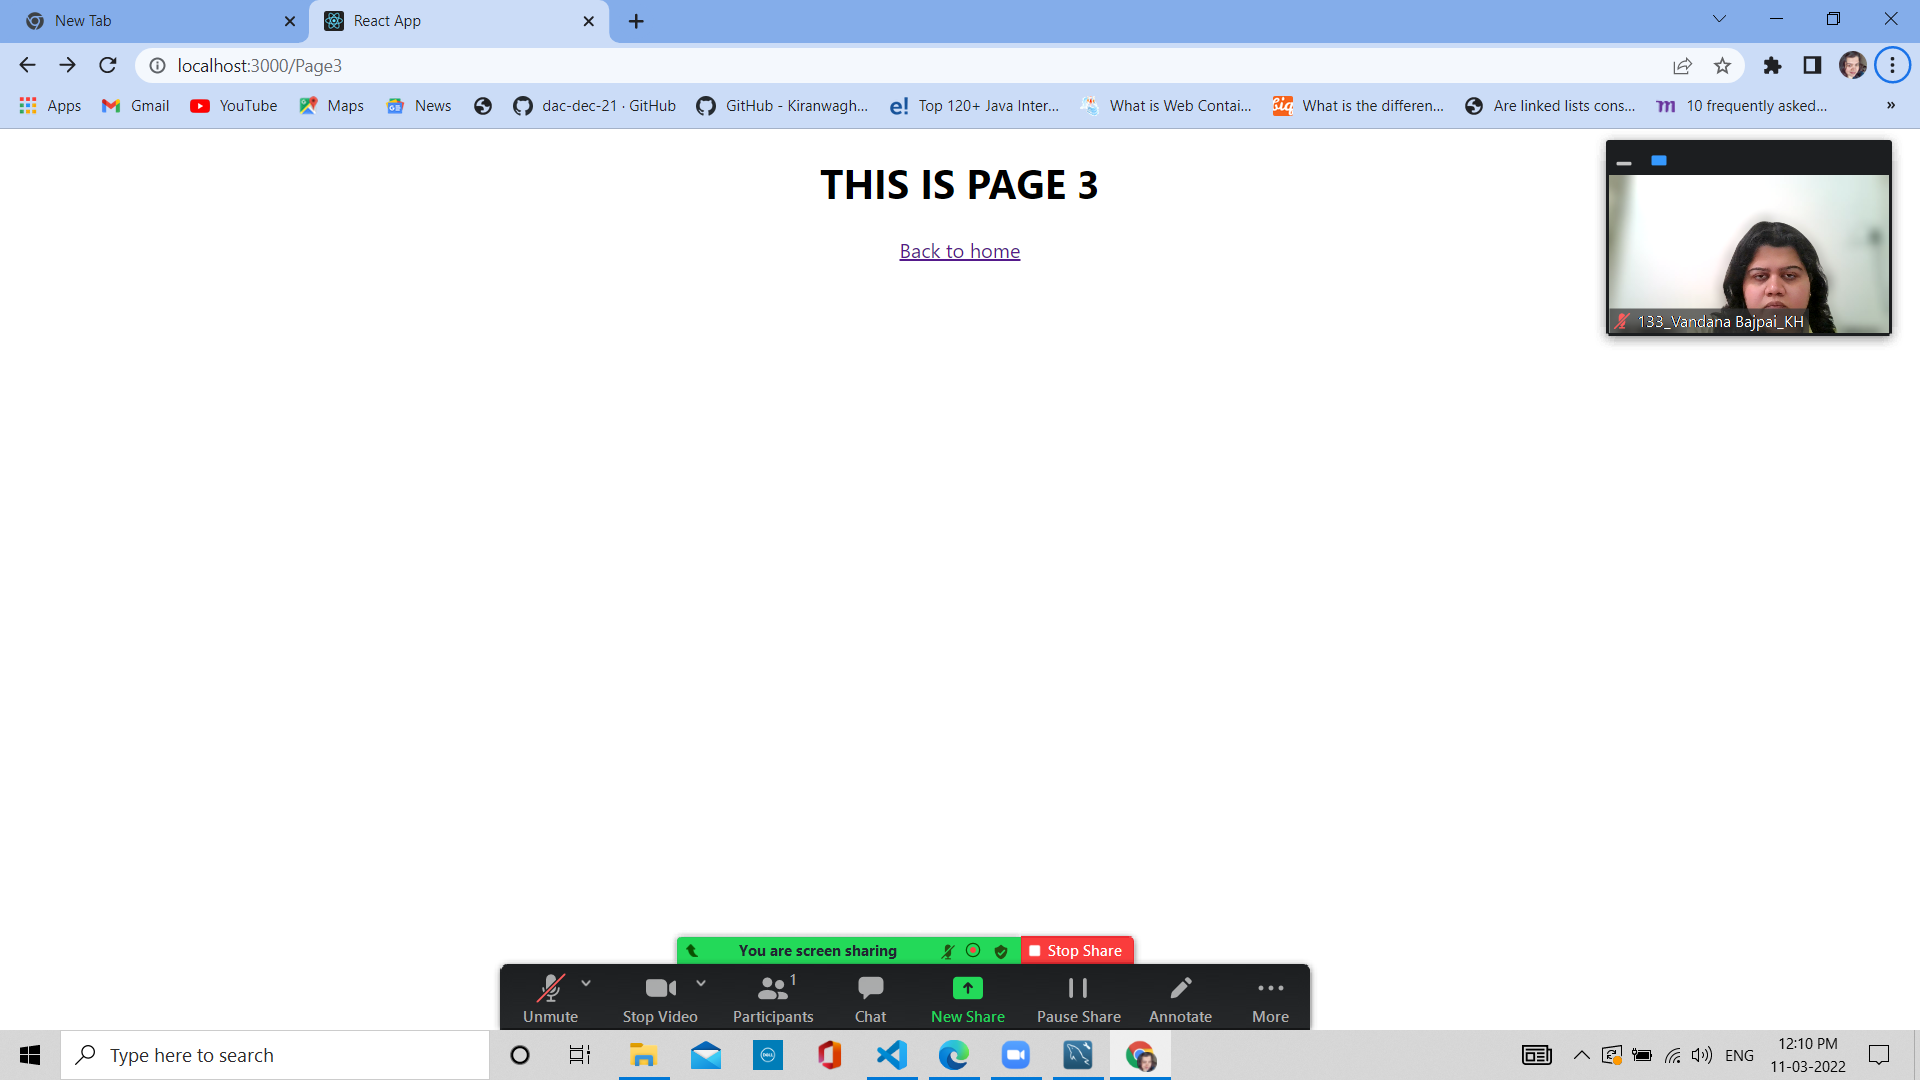 New Tab
React App
localhost:3000/Page3
Apps
Gmail
YouTube
Maps
News
dac-dec-21 · GitHub
GitHub - Kiranwagh...
Top 120+ Java Inter...
What is Web Contai...
What is the differen...
Are linked lists cons...
10 frequently asked...
»
THIS IS PAGE 3
Back to home
133_Vandana Bajpai_KH
You are screen sharing
Stop Share
Unmute
Stop Video
Participants
1
Chat
New Share
Pause Share
Annotate
More
Type here to search
ENG
12:10 PM
11-03-2022